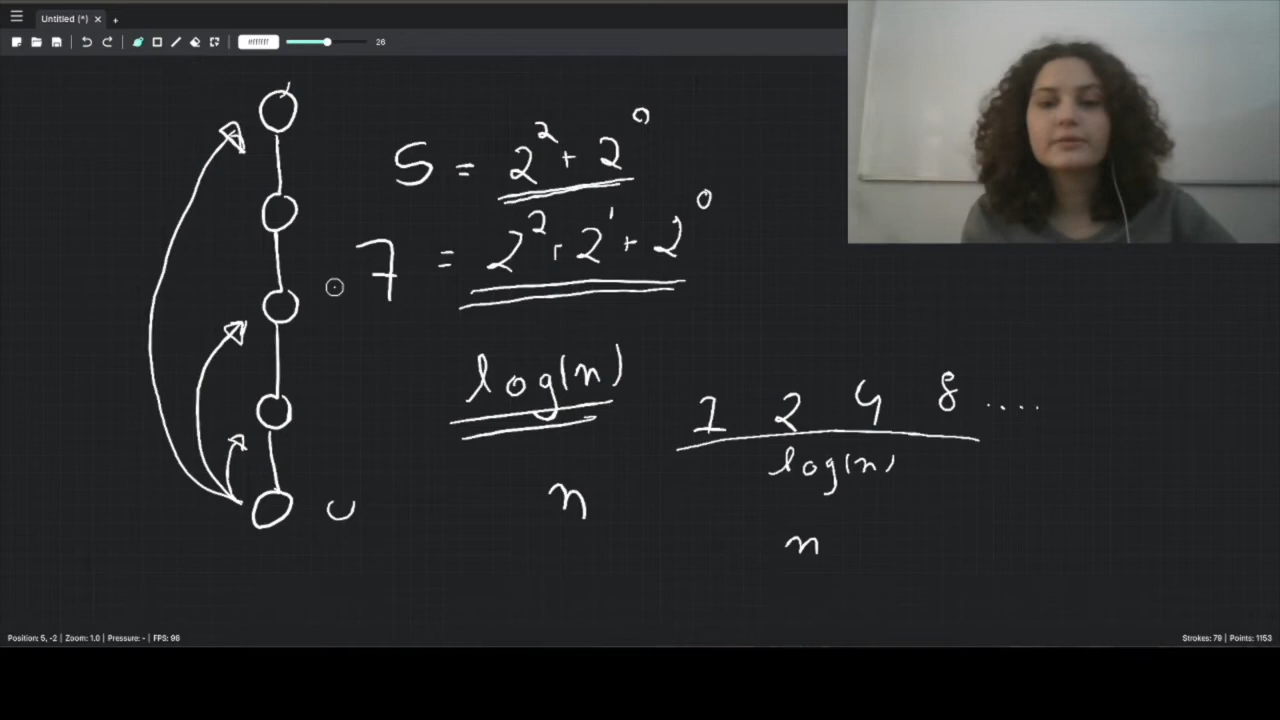 Untitled (*) × +
#ffffff 26
5 = 2² + 2⁰
7 = 2² + 2¹ + 2⁰
log(n)
1 2 4 8 ....
log(n)
n
n
Position: 5, -2 | Zoom: 1.0 | Pressure: - | FPS: 96
Strokes: 79 | Points: 1153